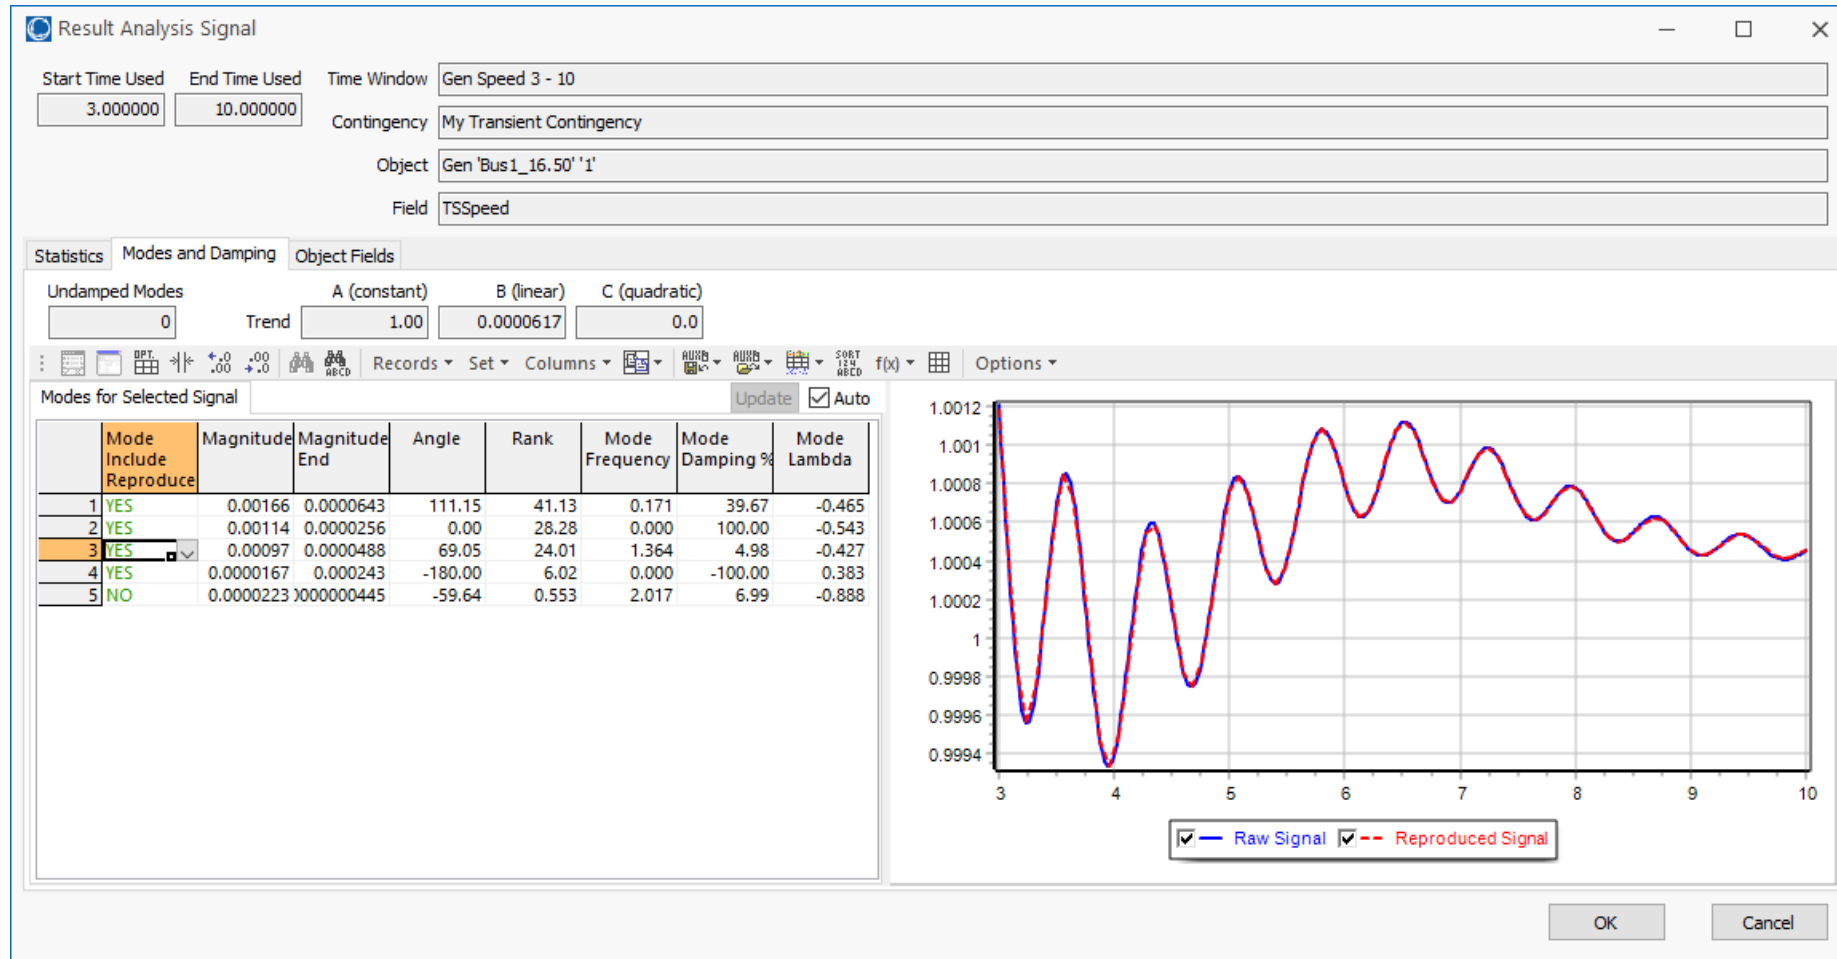 Result Analysis Signal
Start Time Used End Time Used Time Window Gen Speed 3 - 10
3.000000 10.000000
Contingency My Transient Contingency
Object Gen 'Bus1_16.50' '1'
Field TSSpeed
Statistics Modes and Damping Object Fields
Undamped Modes A (constant) B (linear) C (quadratic)
0 Trend 1.00 0.0000617 0.0
Records Set Columns f(x) Options
Modes for Selected Signal Update Auto
Mode Include Reproduce Magnitude Magnitude End Angle Rank Mode Frequency Mode Damping % Mode Lambda
1 YES 0.00166 0.0000643 111.15 41.13 0.171 39.67 -0.465
2 YES 0.00114 0.0000256 0.00 28.28 0.000 100.00 -0.543
3 YES 0.00097 0.0000488 69.05 24.01 1.364 4.98 -0.427
4 YES 0.0000167 0.000243 -180.00 6.02 0.000 -100.00 0.383
5 NO 0.0000223 0000000445 -59.64 0.553 2.017 6.99 -0.888
1.0012
1.001
1.0008
1.0006
1.0004
1.0002
1
0.9998
0.9996
0.9994
3 4 5 6 7 8 9 10
Raw Signal Reproduced Signal
OK Cancel